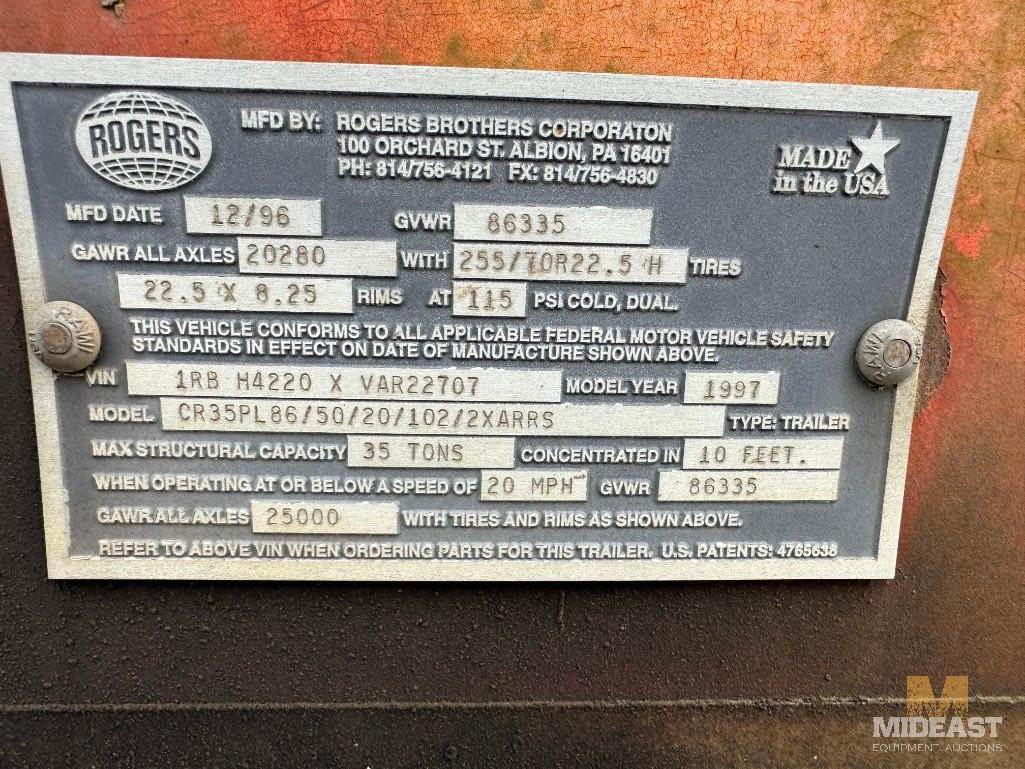 ROGERS
MFD BY: ROGERS BROTHERS CORPORATON
100 ORCHARD ST. ALBION, PA 16401
PH: 814/756-4121 FX: 814/756-4830
MADE
in the USA
MFD DATE 12/96 GVWR 86335
GAWR ALL AXLES 20280 WITH 255/70R22.5 H TIRES
22.5 X 8.25 RIMS AT 115 PSI COLD, DUAL.
THIS VEHICLE CONFORMS TO ALL APPLICABLE FEDERAL MOTOR VEHICLE SAFETY
STANDARDS IN EFFECT ON DATE OF MANUFACTURE SHOWN ABOVE.
VIN 1RB H4220 X VAR22707 MODEL YEAR 1997
MODEL CR35PL86/50/20/102/2XARRS TYPE: TRAILER
MAX STRUCTURAL CAPACITY 35 TONS CONCENTRATED IN 10 FEET.
WHEN OPERATING AT OR BELOW A SPEED OF 20 MPH GVWR 86335
GAWR ALL AXLES 25000 WITH TIRES AND RIMS AS SHOWN ABOVE.
REFER TO ABOVE VIN WHEN ORDERING PARTS FOR THIS TRAILER. U.S. PATENTS: 4765638
M
MIDEAST
EQUIPMENT AUCTIONS